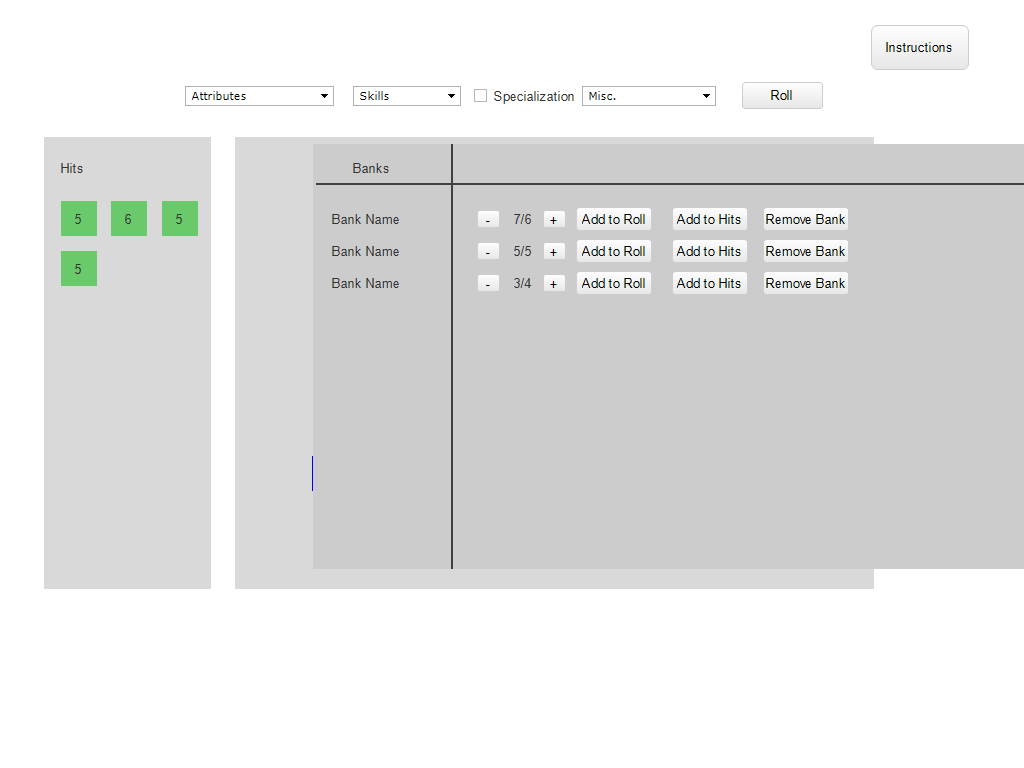 Instructions
Attributes Skills Specialization Misc. Roll
Hits
5 6 5
5
Banks
Bank Name - 7/6 + Add to Roll Add to Hits Remove Bank
Bank Name - 5/5 + Add to Roll Add to Hits Remove Bank
Bank Name - 3/4 + Add to Roll Add to Hits Remove Bank